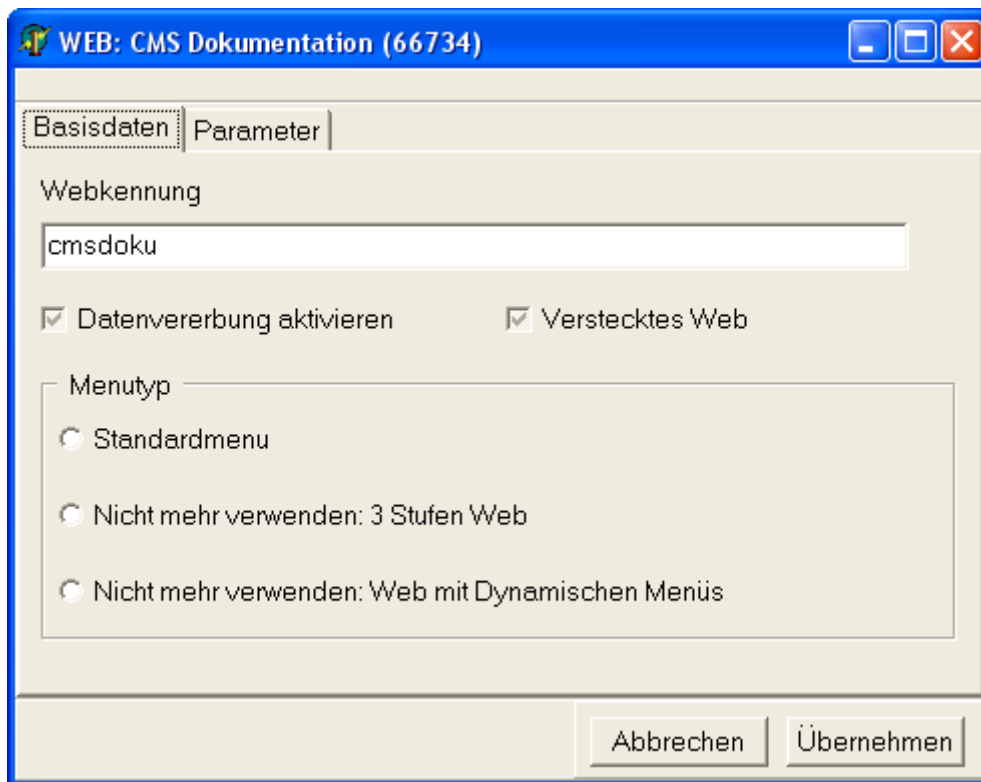 WEB: CMS Dokumentation (66734)
Basisdaten Parameter
Webkennung
cmsdoku
Datenvererbung aktivieren Verstecktes Web
Menutyp
Standardmenu
Nicht mehr verwenden: 3 Stufen Web
Nicht mehr verwenden: Web mit Dynamischen Menüs
Abbrechen Übernehmen